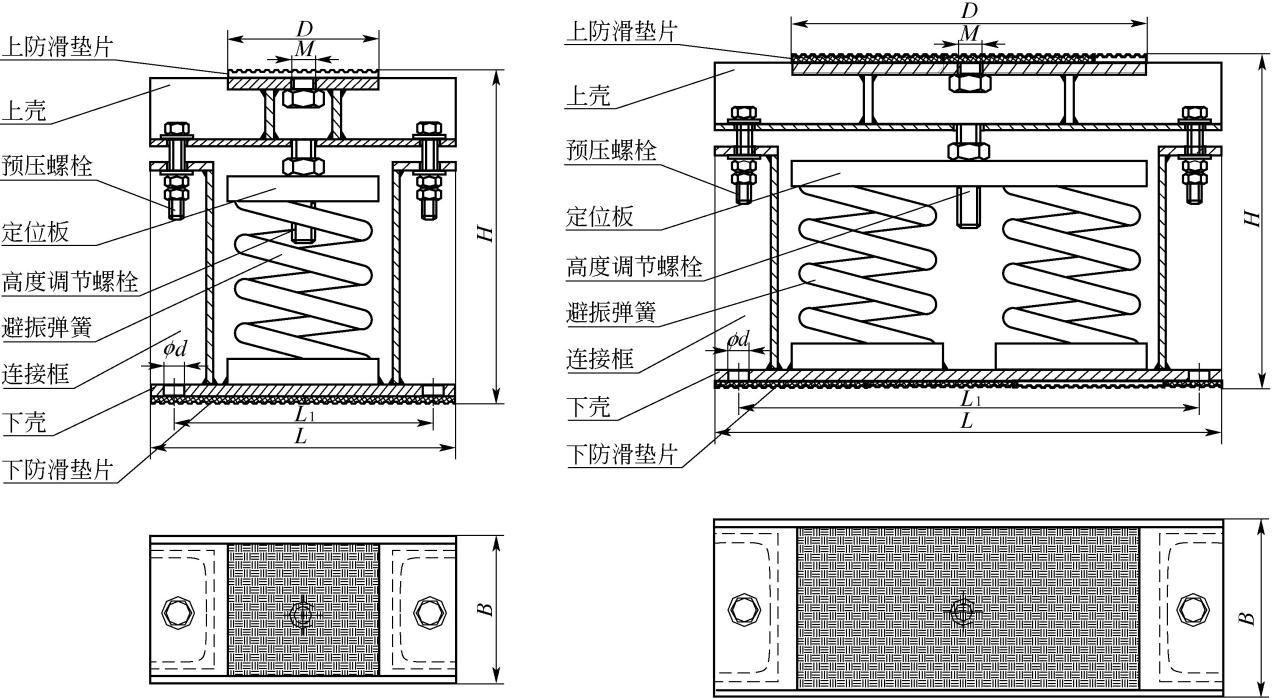 D
M
上防滑垫片
上壳
预压螺栓
定位板
高度调节螺栓
避振弹簧
连接框
ϕd
下壳
下防滑垫片
H
L1
L
B
D
M
上防滑垫片
上壳
预压螺栓
定位板
高度调节螺栓
避振弹簧
连接框
ϕd
下壳
下防滑垫片
H
L1
L
B